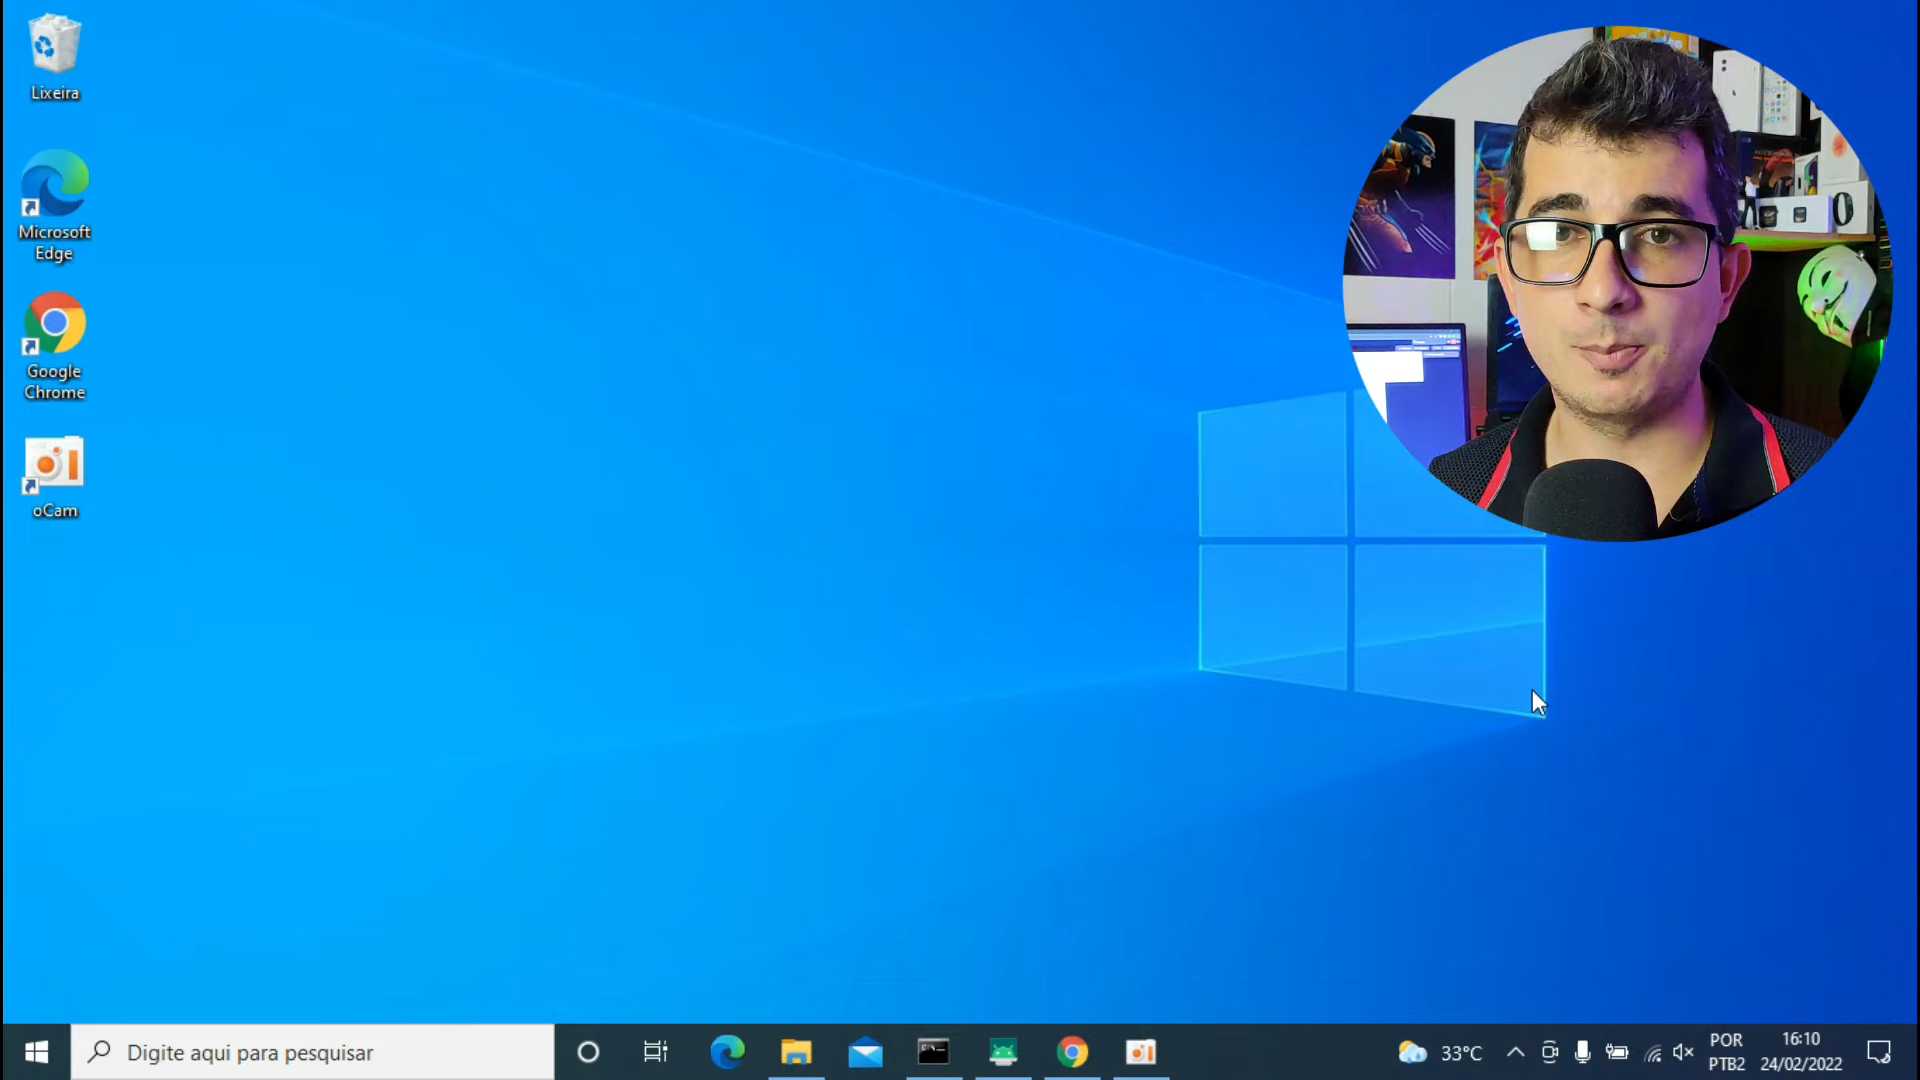 Lixeira
Microsoft
Edge
Google
Chrome
oCam
Digite aqui para pesquisar
33°C
POR
PTB2
16:10
24/02/2022